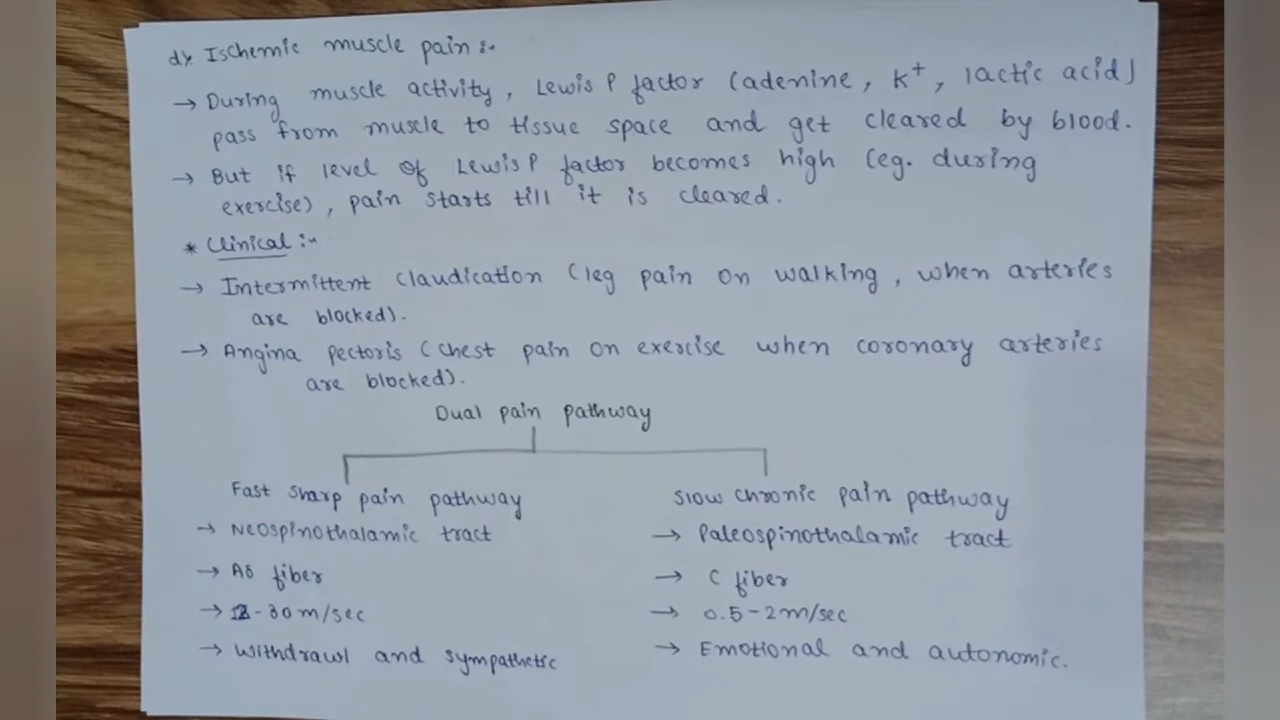 d) Ischemic muscle pain :-
→ During muscle activity, Lewis P factor (adenine, K+, lactic acid)
pass from muscle to tissue space and get cleared by blood.
→ But if level of Lewis P factor becomes high (eg. during
exercise), pain starts till it is cleared.
* Clinical :-
→ Intermittent claudication (leg pain on walking, when arteries
are blocked).
→ Angina pectoris (chest pain on exercise when coronary arteries
are blocked).
Dual pain pathway
Fast sharp pain pathway
→ Neospinothalamic tract
→ Aδ fiber
→ 2-30 m/sec
→ Withdrawl and sympathetic
Slow chronic pain pathway
→ Paleospinothalamic tract
→ C fiber
→ 0.5-2m/sec
→ Emotional and autonomic.